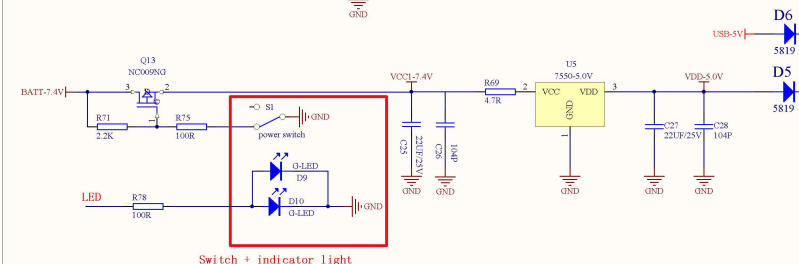 GND
D6
USB-5V
5819
Q13
NC009NG
BATT-7.4V
3
2
1
R71
2.2K
R75
100R
S1
GND
power switch
G-LED
D9
D10
G-LED
GND
LED
R78
100R
Switch + indicator light
VCC1-7.4V
C25
22UF/25V
GND
C26
104P
GND
R69
4.7R
U5
7550-5.0V
2
VCC
VDD
3
GND
1
GND
VDD-5.0V
C27
22UF/25V
GND
C28
104P
GND
D5
5819